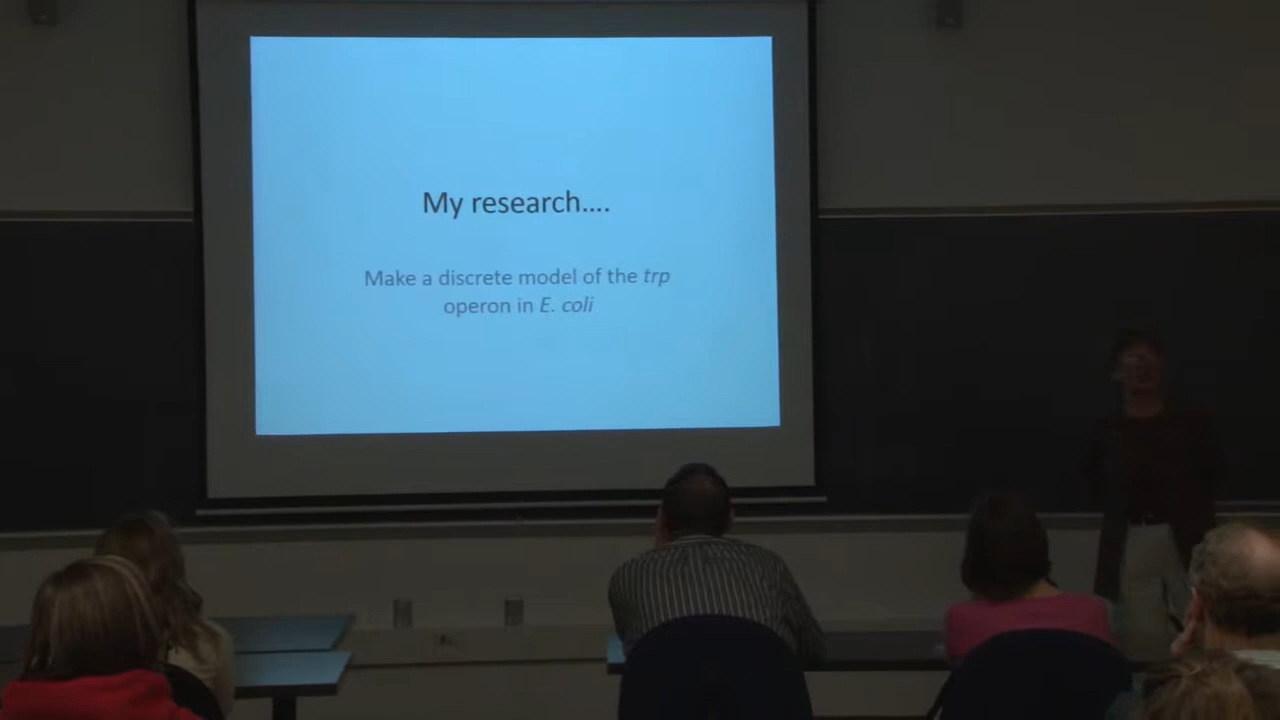 My research....
Make a discrete model of the trp
operon in E. coli